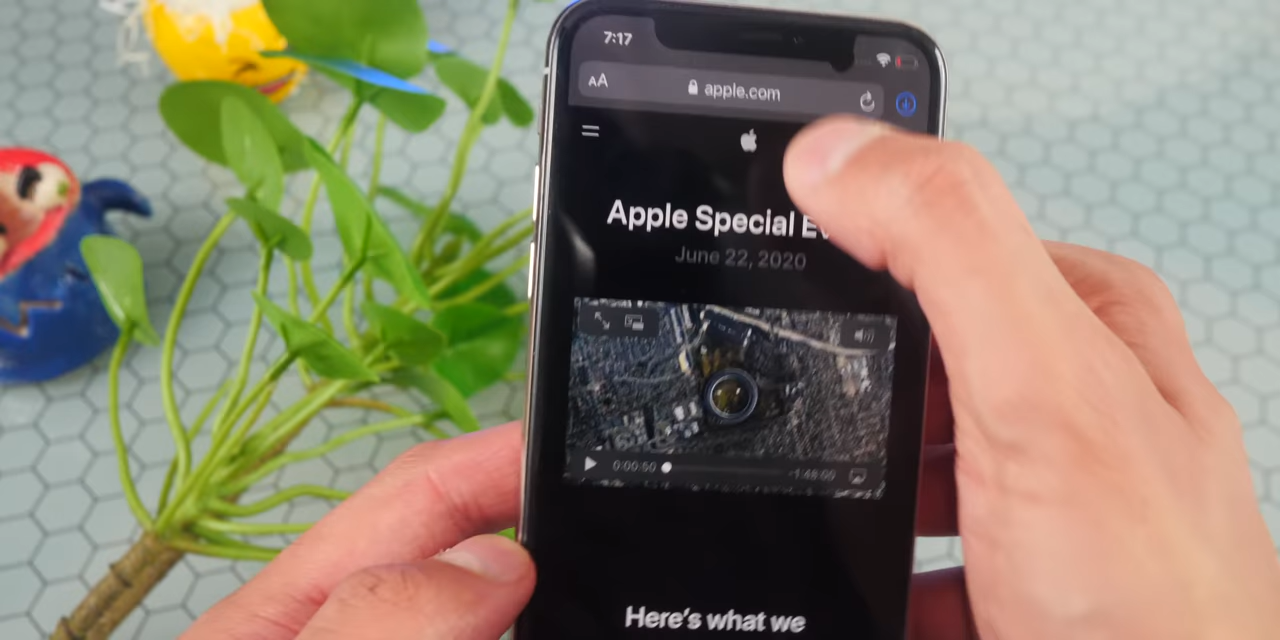 7:17
AA apple.com
Apple Special
June 22, 2020
0:00:50 -1:48:00
Here's what we